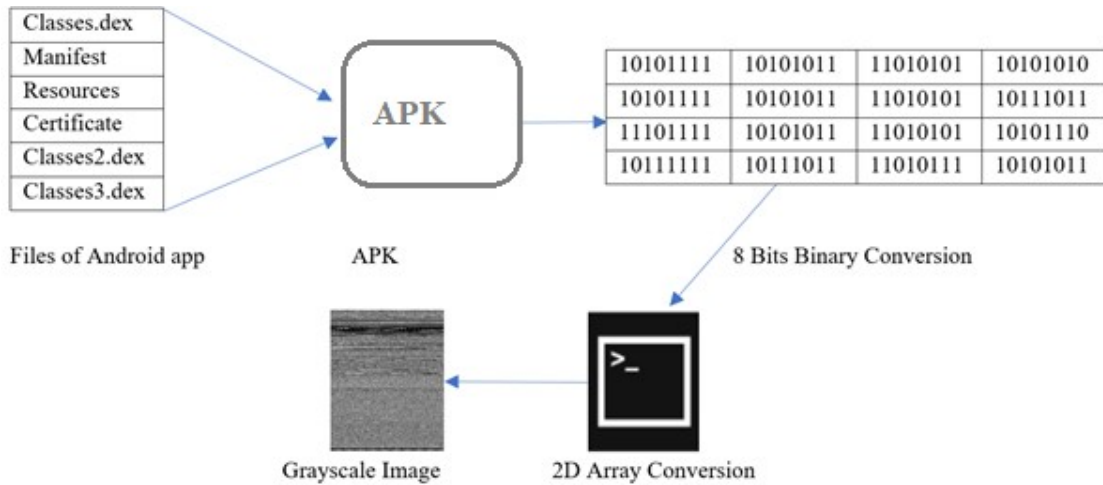 Classes.dex
Manifest
Resources
Certificate
Classes2.dex
Classes3.dex
Files of Android app
APK
APK
10101111 10101011 11010101 10101010
10101111 10101011 11010101 10111011
11101111 10101011 11010101 10101110
10111111 10111011 11010111 10101011
8 Bits Binary Conversion
>_
Grayscale Image
2D Array Conversion